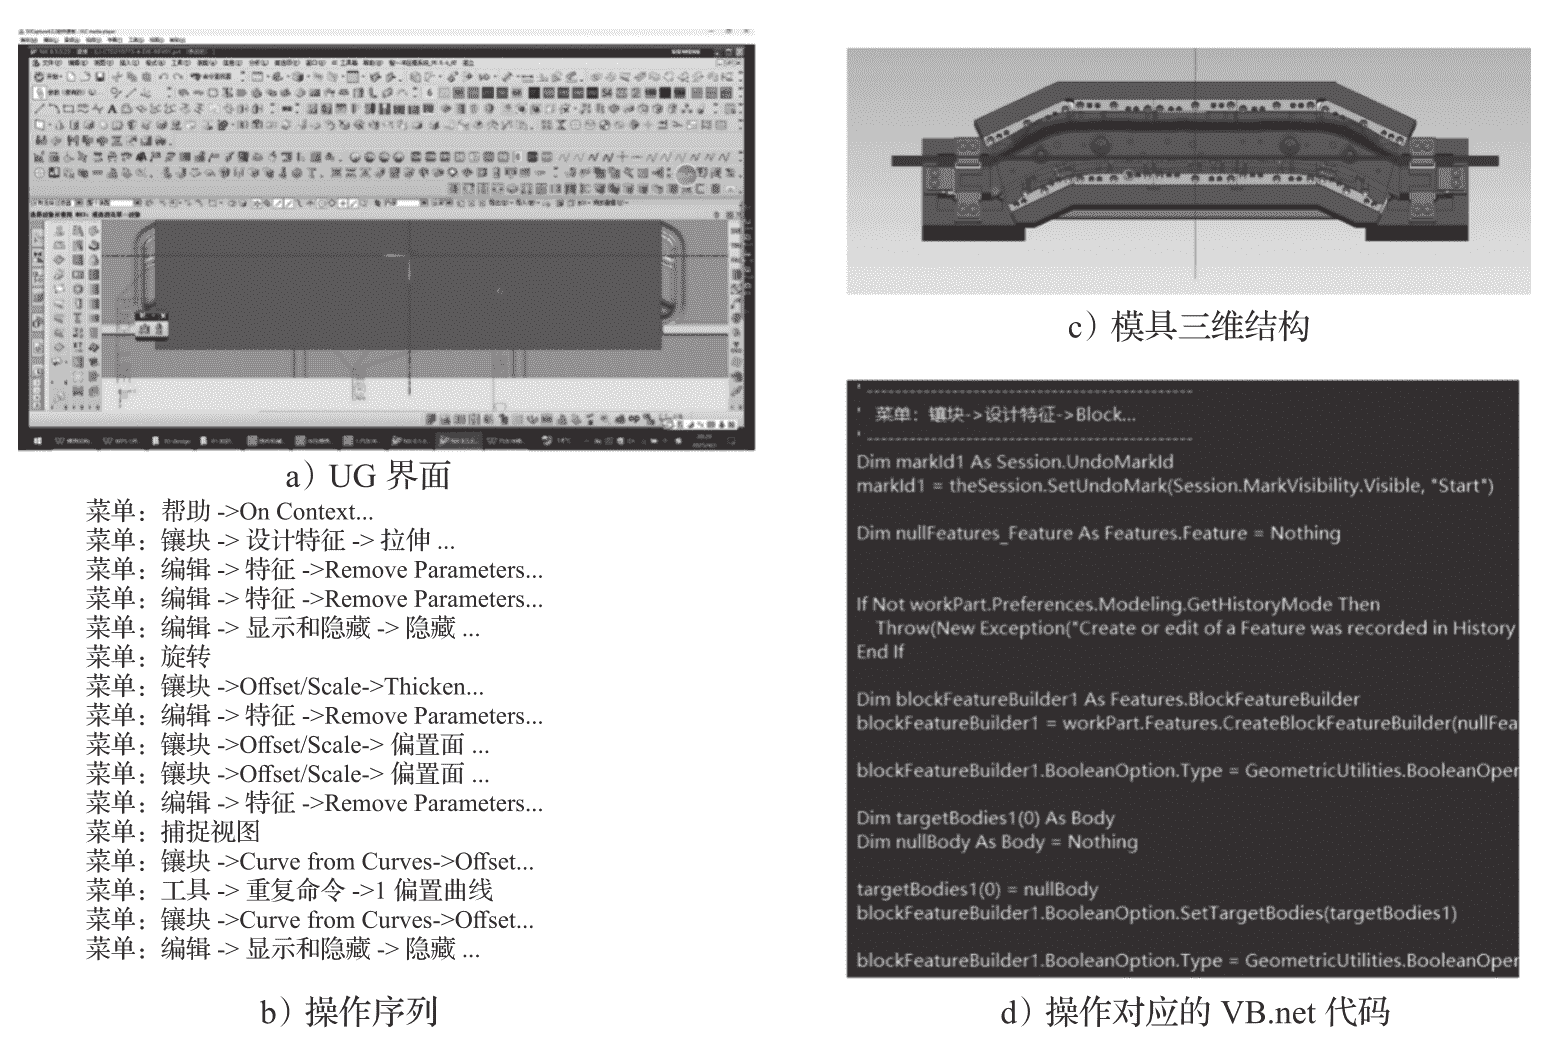 a）UG 界面
菜单：帮助 ->On Context...
菜单：镶块 -> 设计特征 -> 拉伸 ...
菜单：编辑 -> 特征 ->Remove Parameters...
菜单：编辑 -> 特征 ->Remove Parameters...
菜单：编辑 -> 显示和隐藏 -> 隐藏 ...
菜单：旋转
菜单：镶块 ->Offset/Scale->Thicken...
菜单：编辑 -> 特征 ->Remove Parameters...
菜单：镶块 ->Offset/Scale-> 偏置面 ...
菜单：镶块 ->Offset/Scale-> 偏置面 ...
菜单：编辑 -> 特征 ->Remove Parameters...
菜单：捕捉视图
菜单：镶块 ->Curve from Curves->Offset...
菜单：工具 -> 重复命令 ->1 偏置曲线
菜单：镶块 ->Curve from Curves->Offset...
菜单：编辑 -> 显示和隐藏 -> 隐藏 ...
b）操作序列
c）模具三维结构
' ----------------------------------------------
'   菜单：镶块->设计特征->Block...
' ----------------------------------------------
Dim markId1 As Session.UndoMarkId
markId1 = theSession.SetUndoMark(Session.MarkVisibility.Visible, "Start")
Dim nullFeatures_Feature As Features.Feature = Nothing
If Not workPart.Preferences.Modeling.GetHistoryMode Then
Throw(New Exception("Create or edit of a Feature was recorded in History
End If
Dim blockFeatureBuilder1 As Features.BlockFeatureBuilder
blockFeatureBuilder1 = workPart.Features.CreateBlockFeatureBuilder(nullFea
blockFeatureBuilder1.BooleanOption.Type = GeometricUtilities.BooleanOper
Dim targetBodies1(0) As Body
Dim nullBody As Body = Nothing
targetBodies1(0) = nullBody
blockFeatureBuilder1.BooleanOption.SetTargetBodies(targetBodies1)
blockFeatureBuilder1.BooleanOption.Type = GeometricUtilities.BooleanOper
d）操作对应的 VB.net 代码